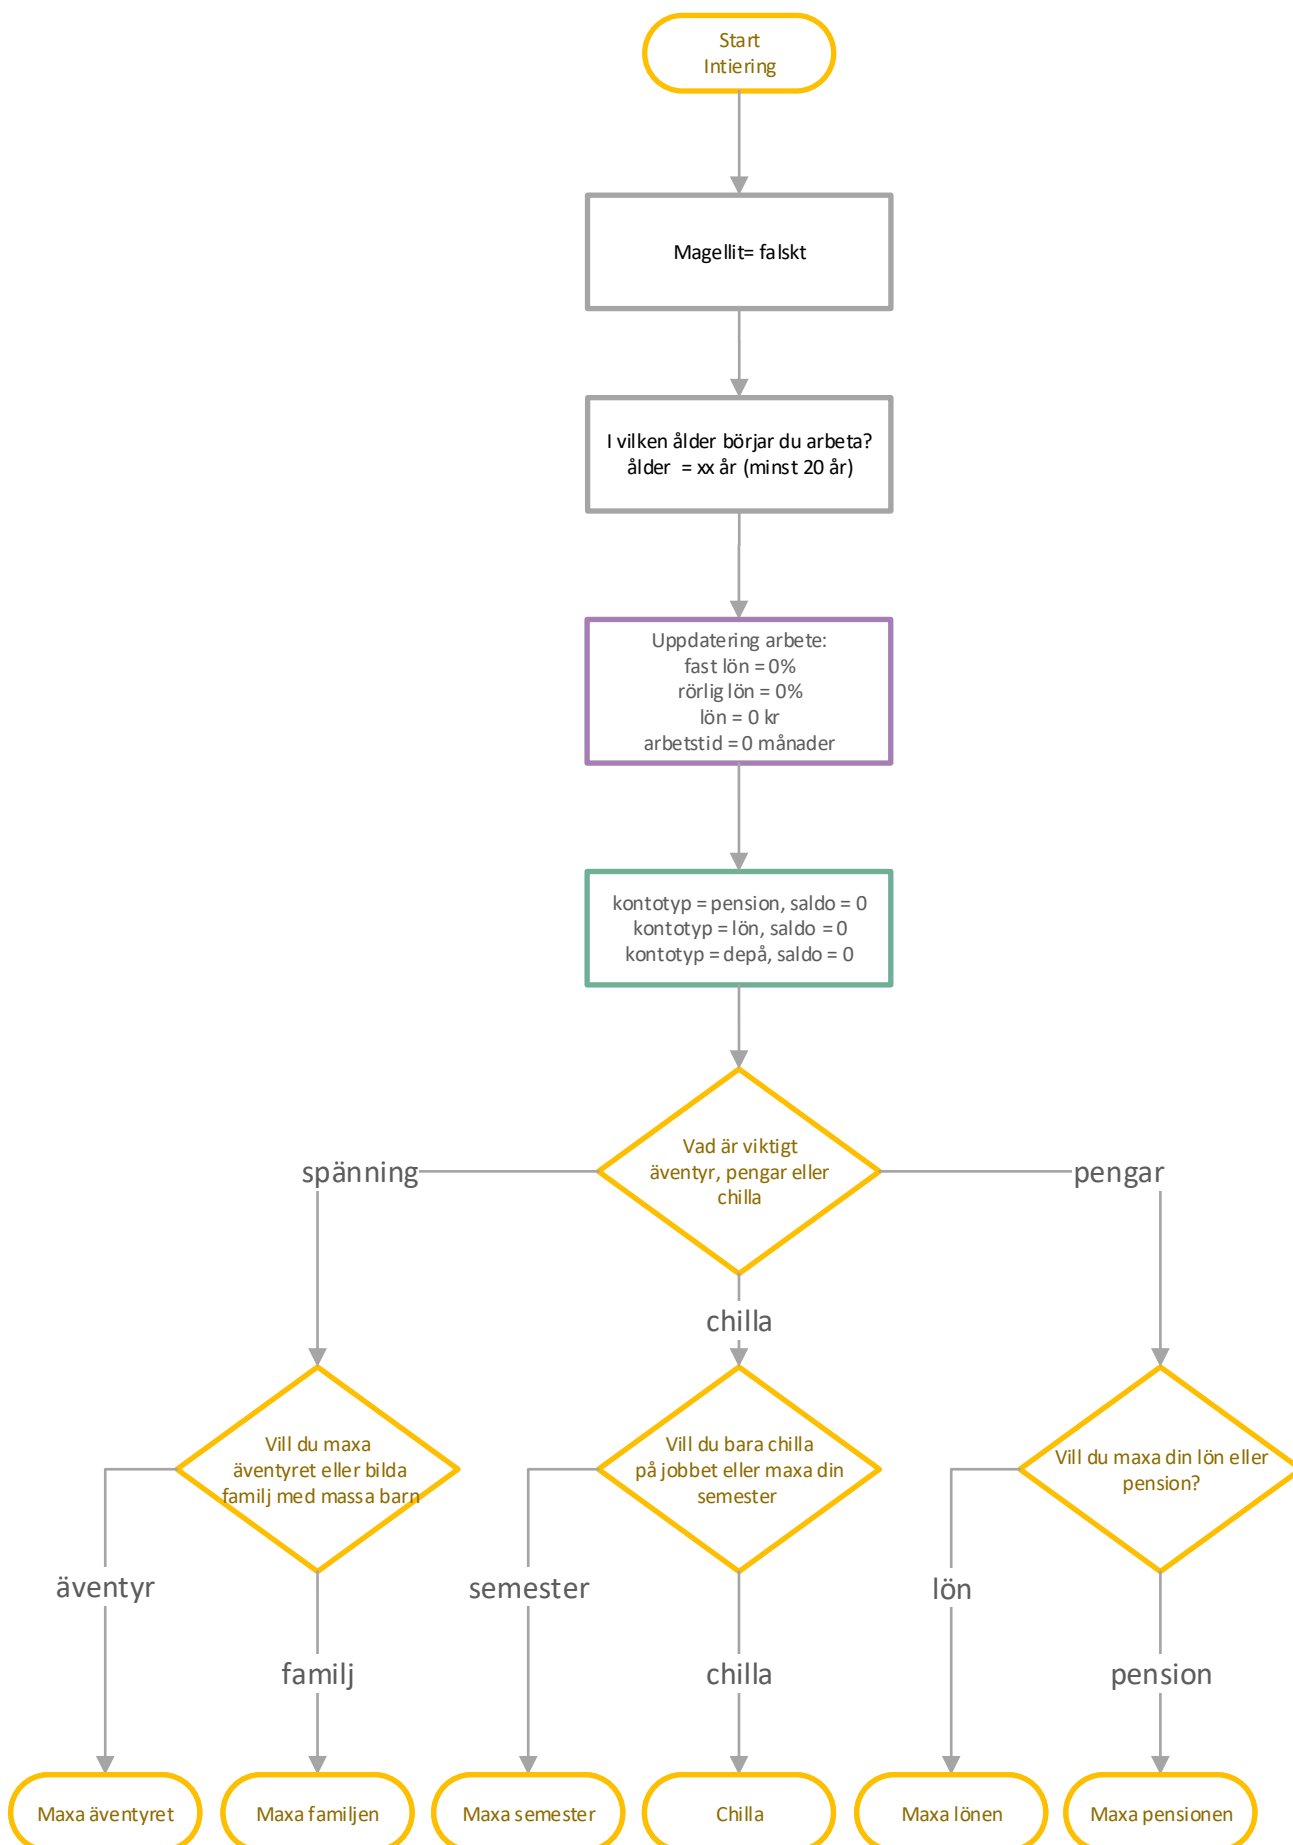 Start
Intiering
Magellit= falskt
I vilken ålder börjar du arbeta?
ålder  = xx år (minst 20 år)
Uppdatering arbete:
fast lön = 0%
rörlig lön = 0%
lön = 0 kr
arbetstid = 0 månader
kontotyp = pension, saldo = 0
kontotyp = lön, saldo = 0
kontotyp = depå, saldo = 0
Vad är viktigt
äventyr, pengar eller
chilla
spänning
pengar
chilla
Vill du maxa
äventyret eller bilda
familj med massa barn
Vill du bara chilla
på jobbet eller maxa din
semester
Vill du maxa din lön eller
pension?
äventyr
semester
lön
familj
chilla
pension
Maxa äventyret
Maxa familjen
Maxa semester
Chilla
Maxa lönen
Maxa pensionen